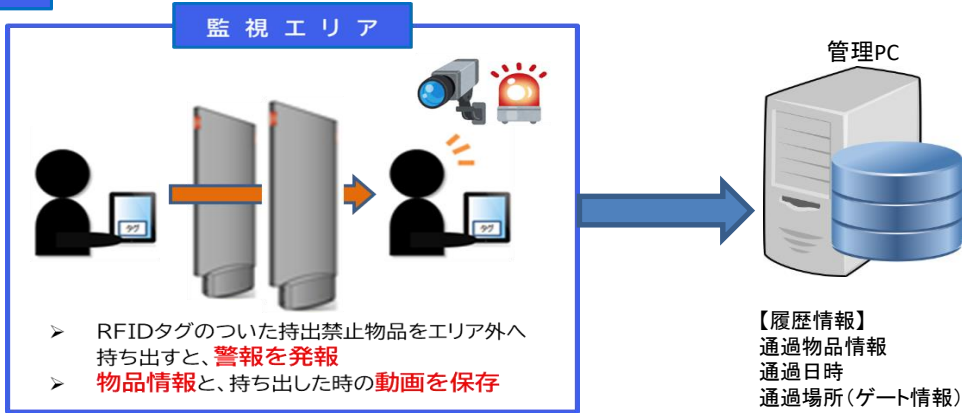 監視エリア
管理PC
タグ
タグ
➢ RFIDタグのついた持出禁止物品をエリア外へ
持ち出すと、警報を発報
➢ 物品情報と、持ち出した時の動画を保存
【履歴情報】
通過物品情報
通過日時
通過場所(ゲート情報)